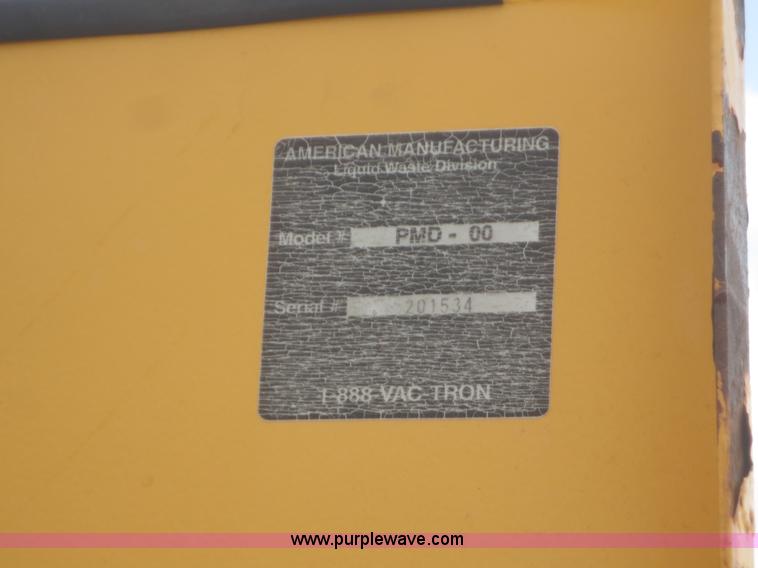 AMERICAN MANUFACTURING
Liquid Waste Division
Model # PMD - 00
Serial # 201534
1-888-VAC-TRON
www.purplewave.com